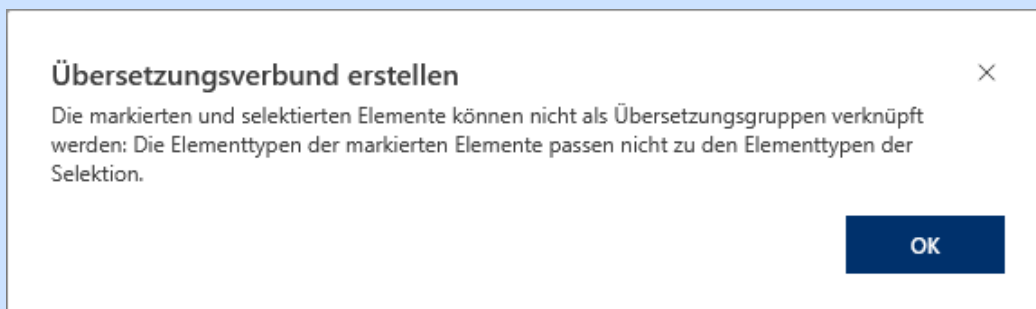 Übersetzungsverbund erstellen
Die markierten und selektierten Elemente können nicht als Übersetzungsgruppen verknüpft
werden: Die Elementtypen der markierten Elemente passen nicht zu den Elementtypen der
Selektion.
OK